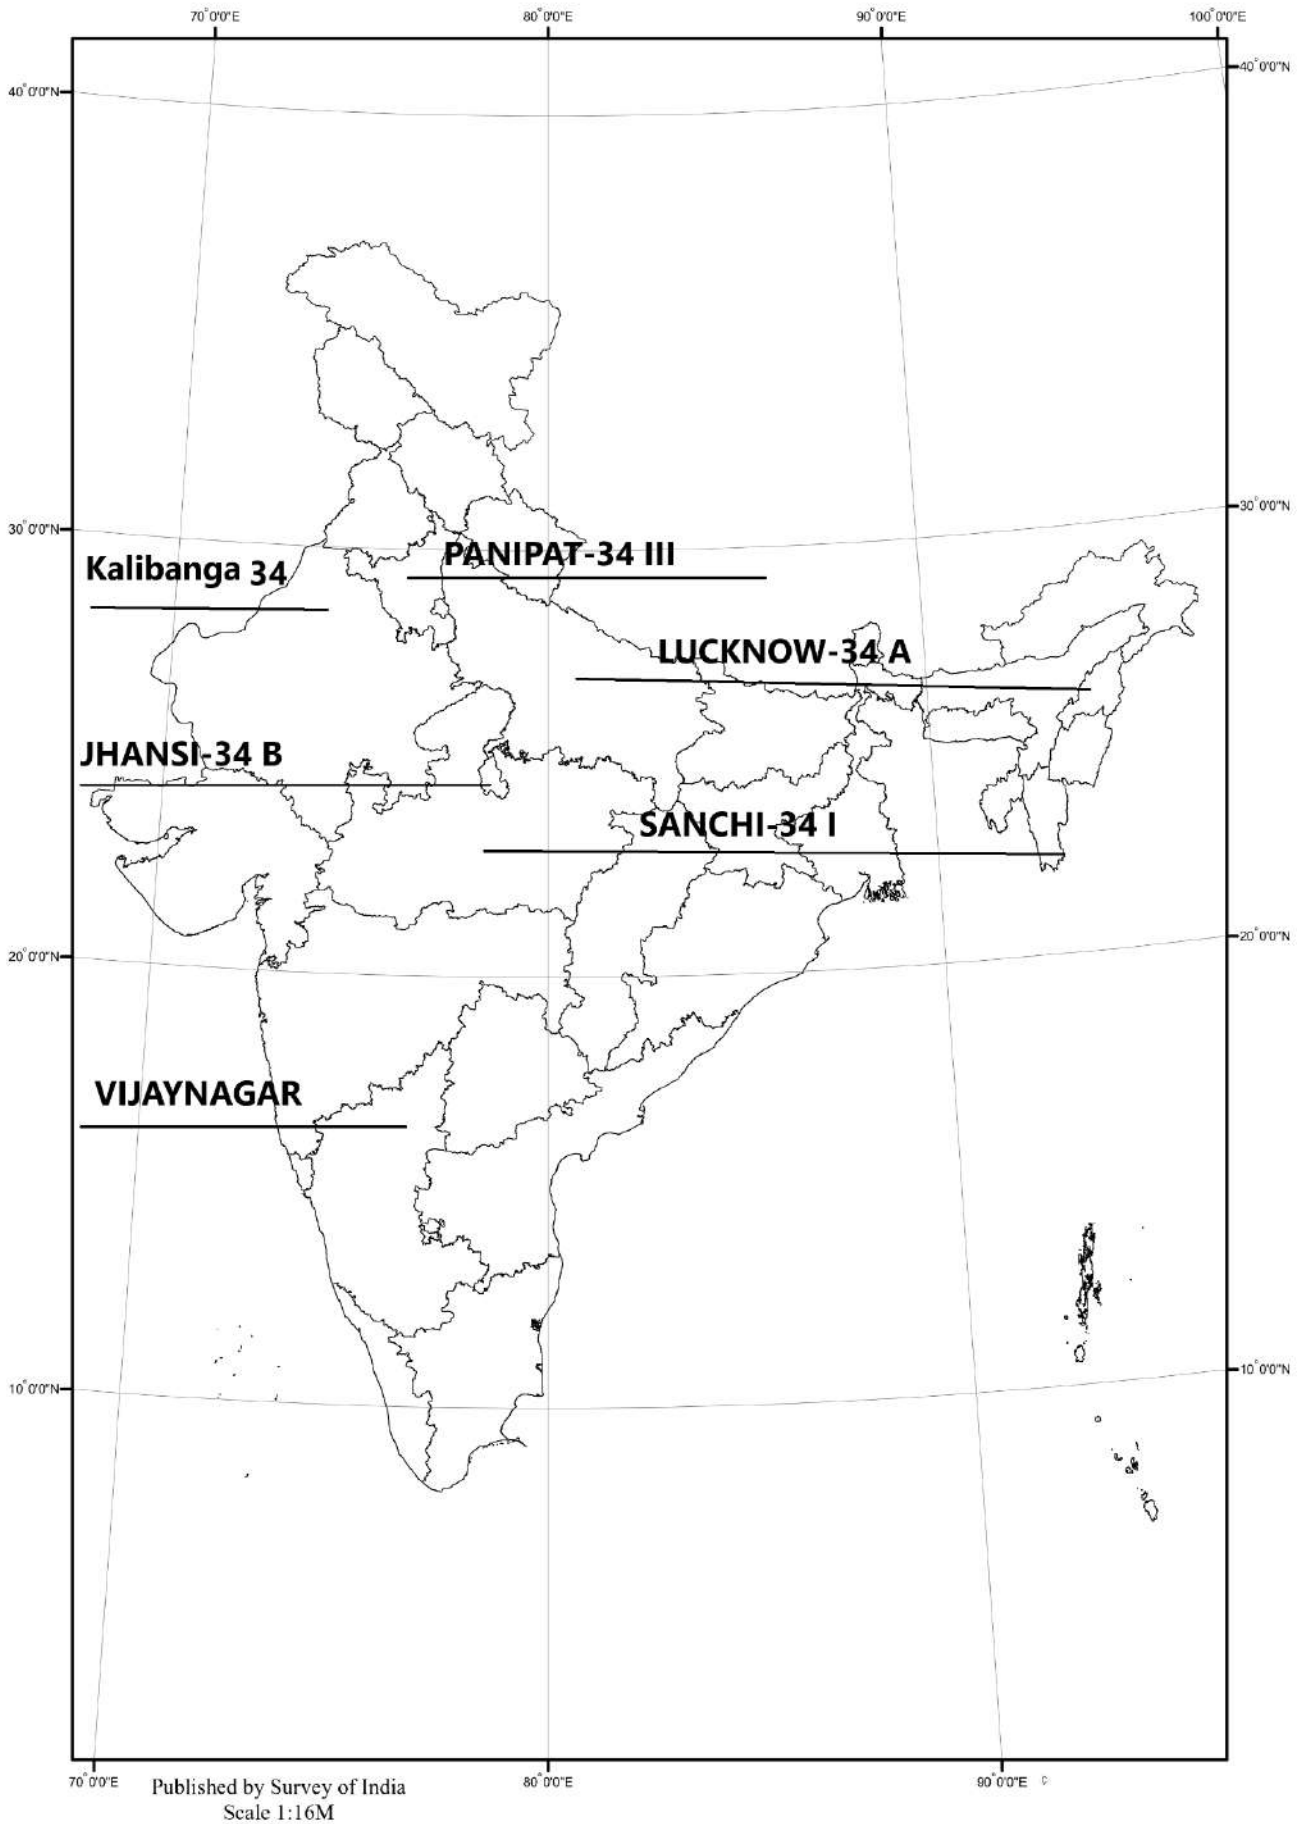 70°0'0"E 80°0'0"E 90°0'0"E 100°0'0"E
40°0'0"N 40°0'0"N
30°0'0"N 30°0'0"N
PANIPAT-34 III
Kalibanga 34
LUCKNOW-34 A
JHANSI-34 B
SANCHI-34 I
20°0'0"N 20°0'0"N
VIJAYNAGAR
10°0'0"N 10°0'0"N
70°0'0"E 80°0'0"E 90°0'0"E
Published by Survey of India
Scale 1:16M